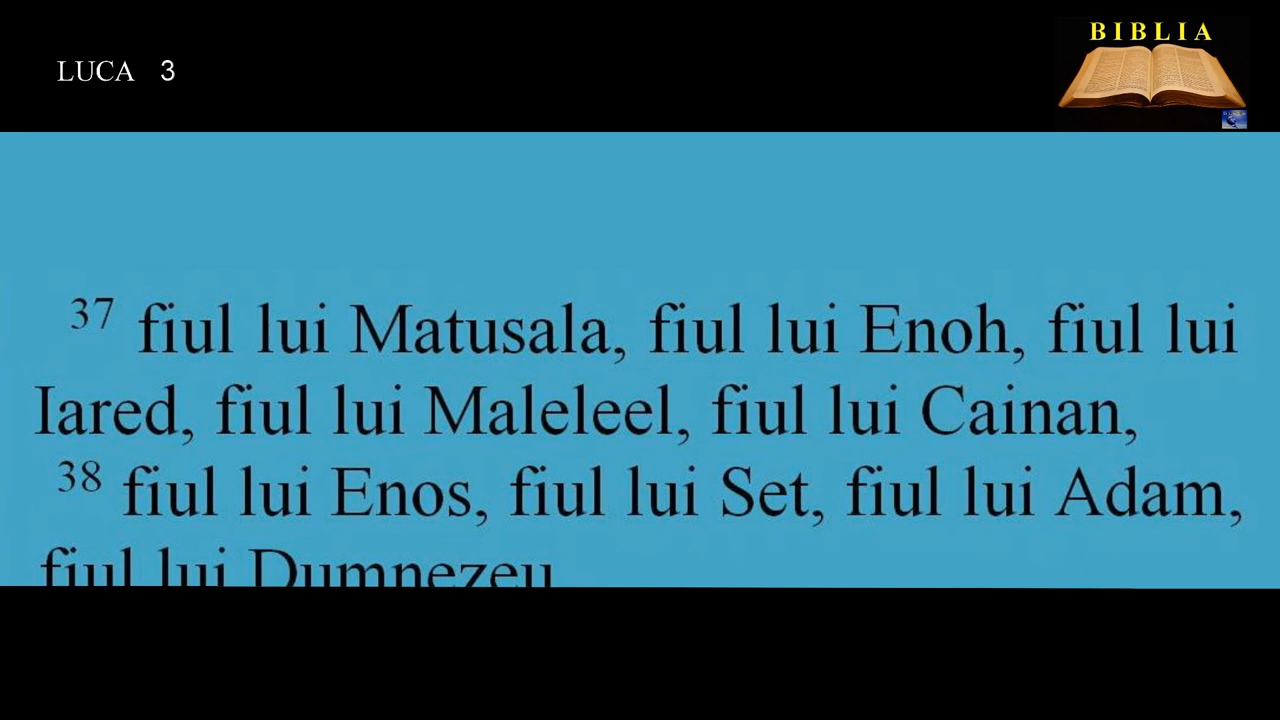 BIBLIA
LUCA 3
37 fiul lui Matusala, fiul lui Enoh, fiul lui
Iared, fiul lui Maleleel, fiul lui Cainan,
38 fiul lui Enos, fiul lui Set, fiul lui Adam,
fiul lui Dumnezeu